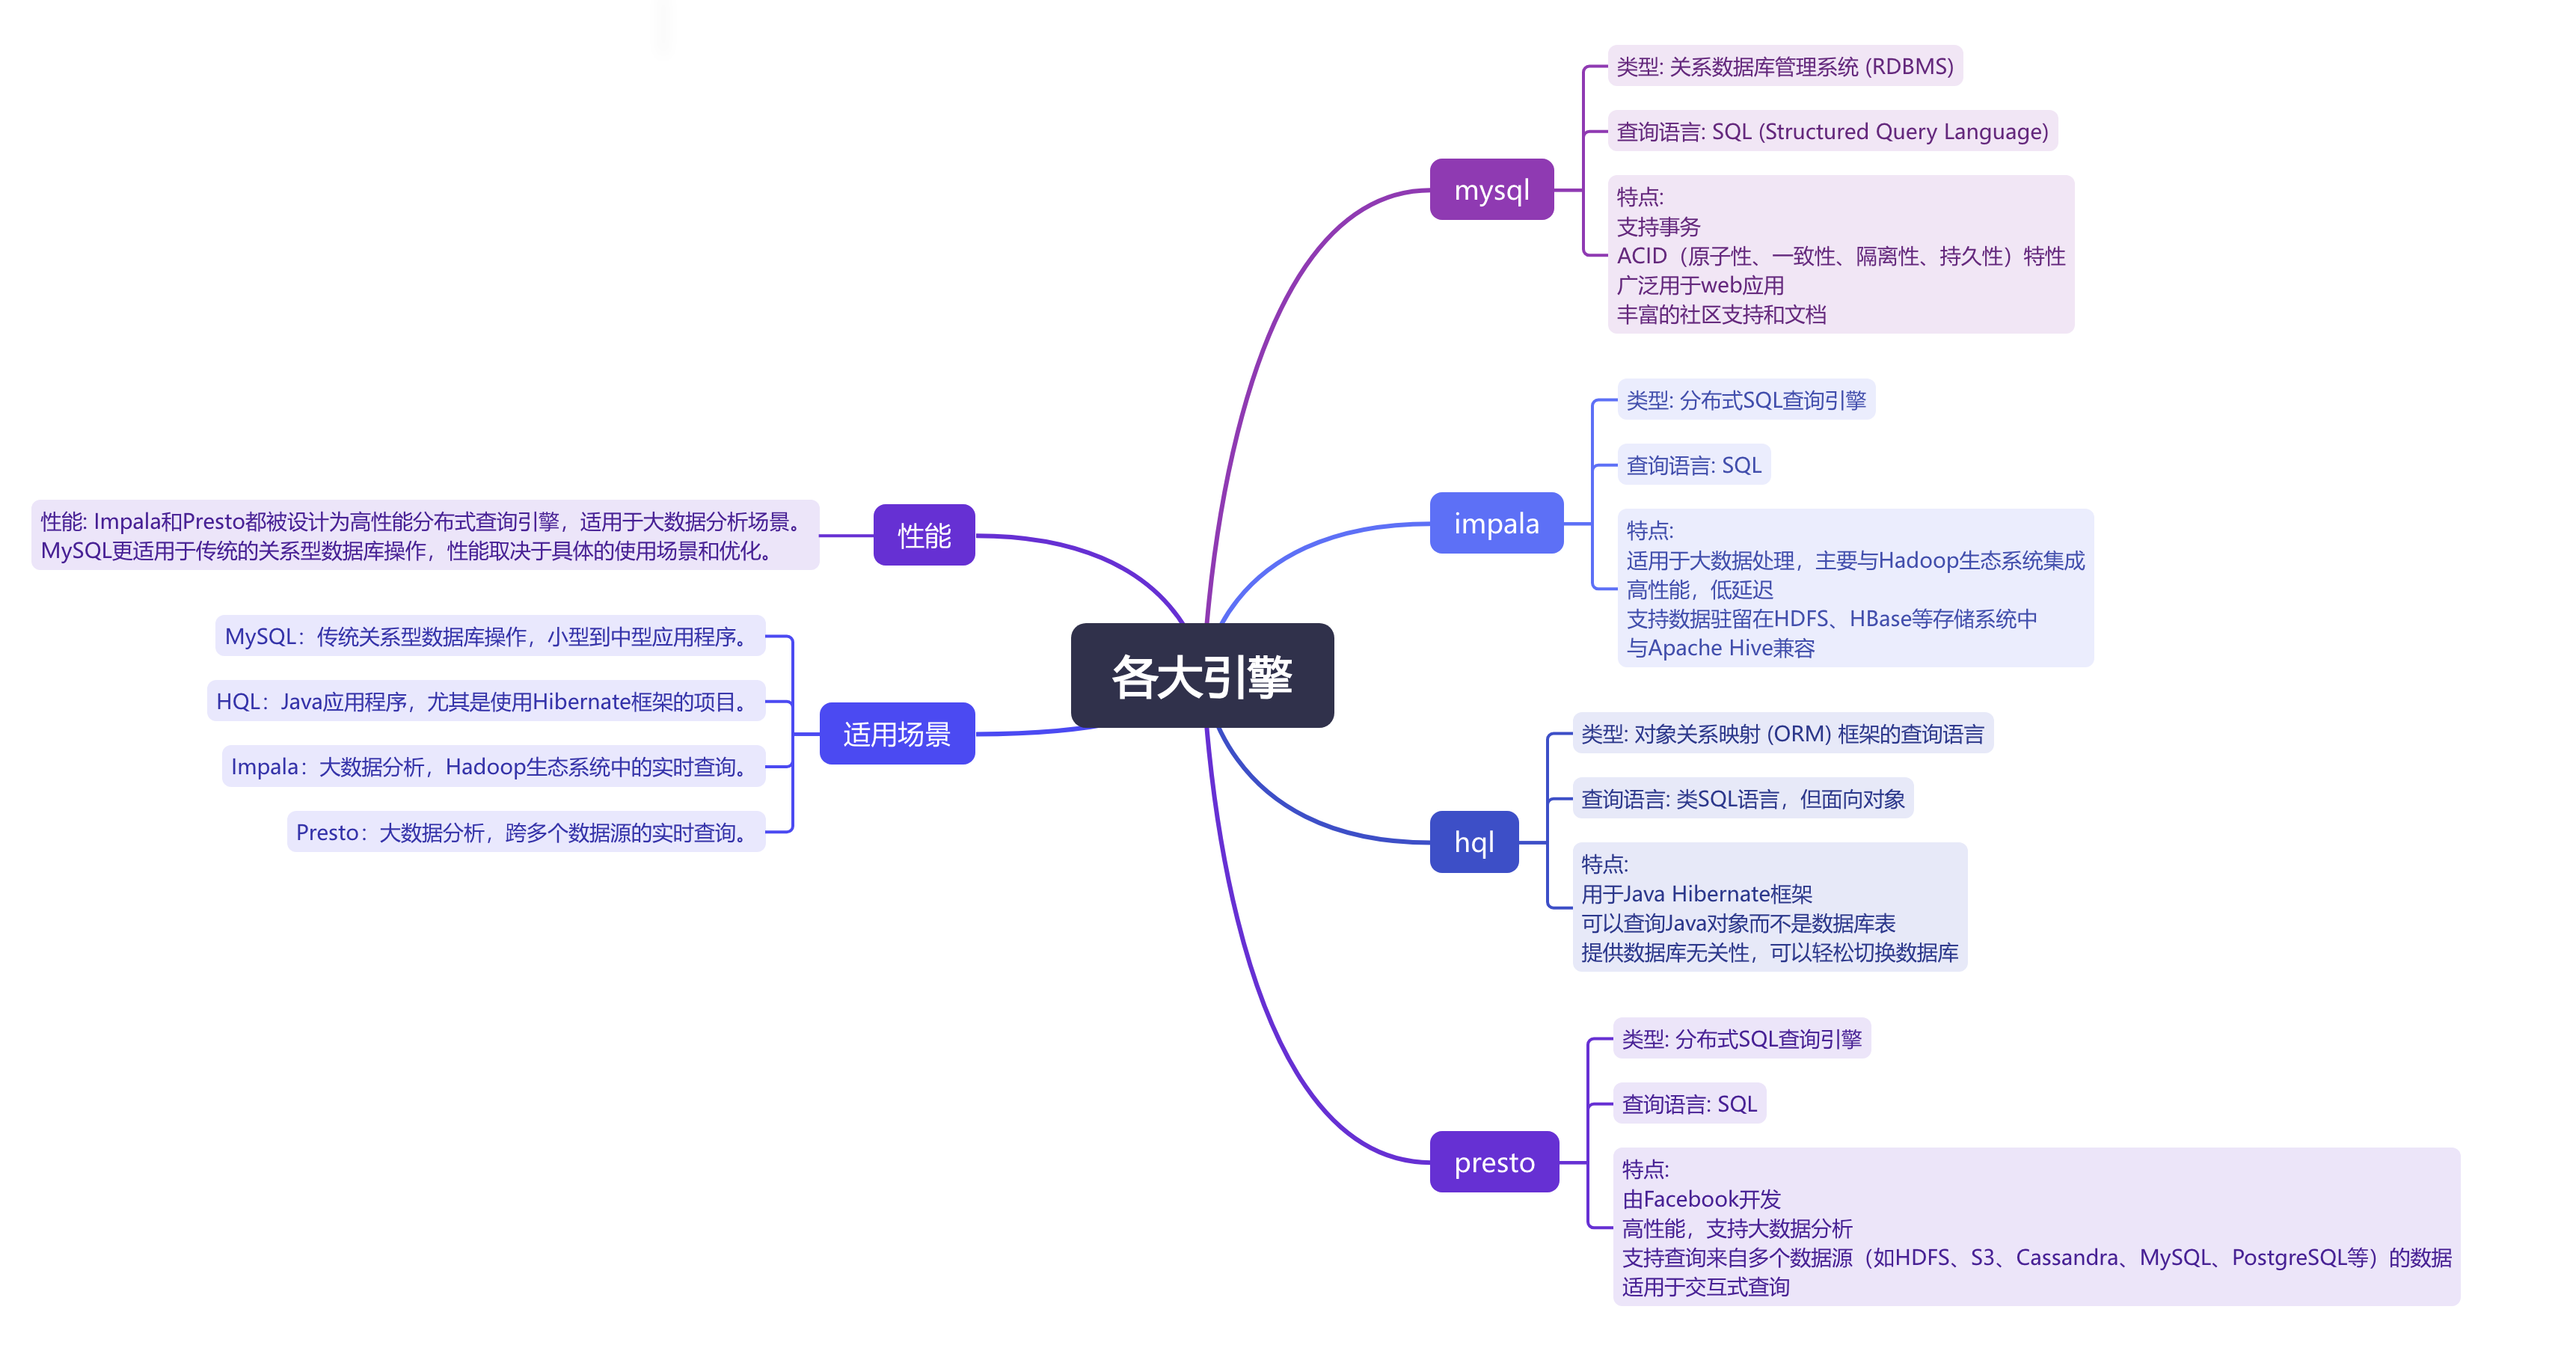 各大引擎
mysql
类型: 关系数据库管理系统 (RDBMS)
查询语言: SQL (Structured Query Language)
特点:
支持事务
ACID（原子性、一致性、隔离性、持久性）特性
广泛用于web应用
丰富的社区支持和文档
impala
类型: 分布式SQL查询引擎
查询语言: SQL
特点:
适用于大数据处理，主要与Hadoop生态系统集成
高性能，低延迟
支持数据驻留在HDFS、HBase等存储系统中
与Apache Hive兼容
hql
类型: 对象关系映射 (ORM) 框架的查询语言
查询语言: 类SQL语言，但面向对象
特点:
用于Java Hibernate框架
可以查询Java对象而不是数据库表
提供数据库无关性，可以轻松切换数据库
presto
类型: 分布式SQL查询引擎
查询语言: SQL
特点:
由Facebook开发
高性能，支持大数据分析
支持查询来自多个数据源（如HDFS、S3、Cassandra、MySQL、PostgreSQL等）的数据
适用于交互式查询
性能
性能: Impala和Presto都被设计为高性能分布式查询引擎，适用于大数据分析场景。
MySQL更适用于传统的关系型数据库操作，性能取决于具体的使用场景和优化。
适用场景
MySQL：传统关系型数据库操作，小型到中型应用程序。
HQL：Java应用程序，尤其是使用Hibernate框架的项目。
Impala：大数据分析，Hadoop生态系统中的实时查询。
Presto：大数据分析，跨多个数据源的实时查询。